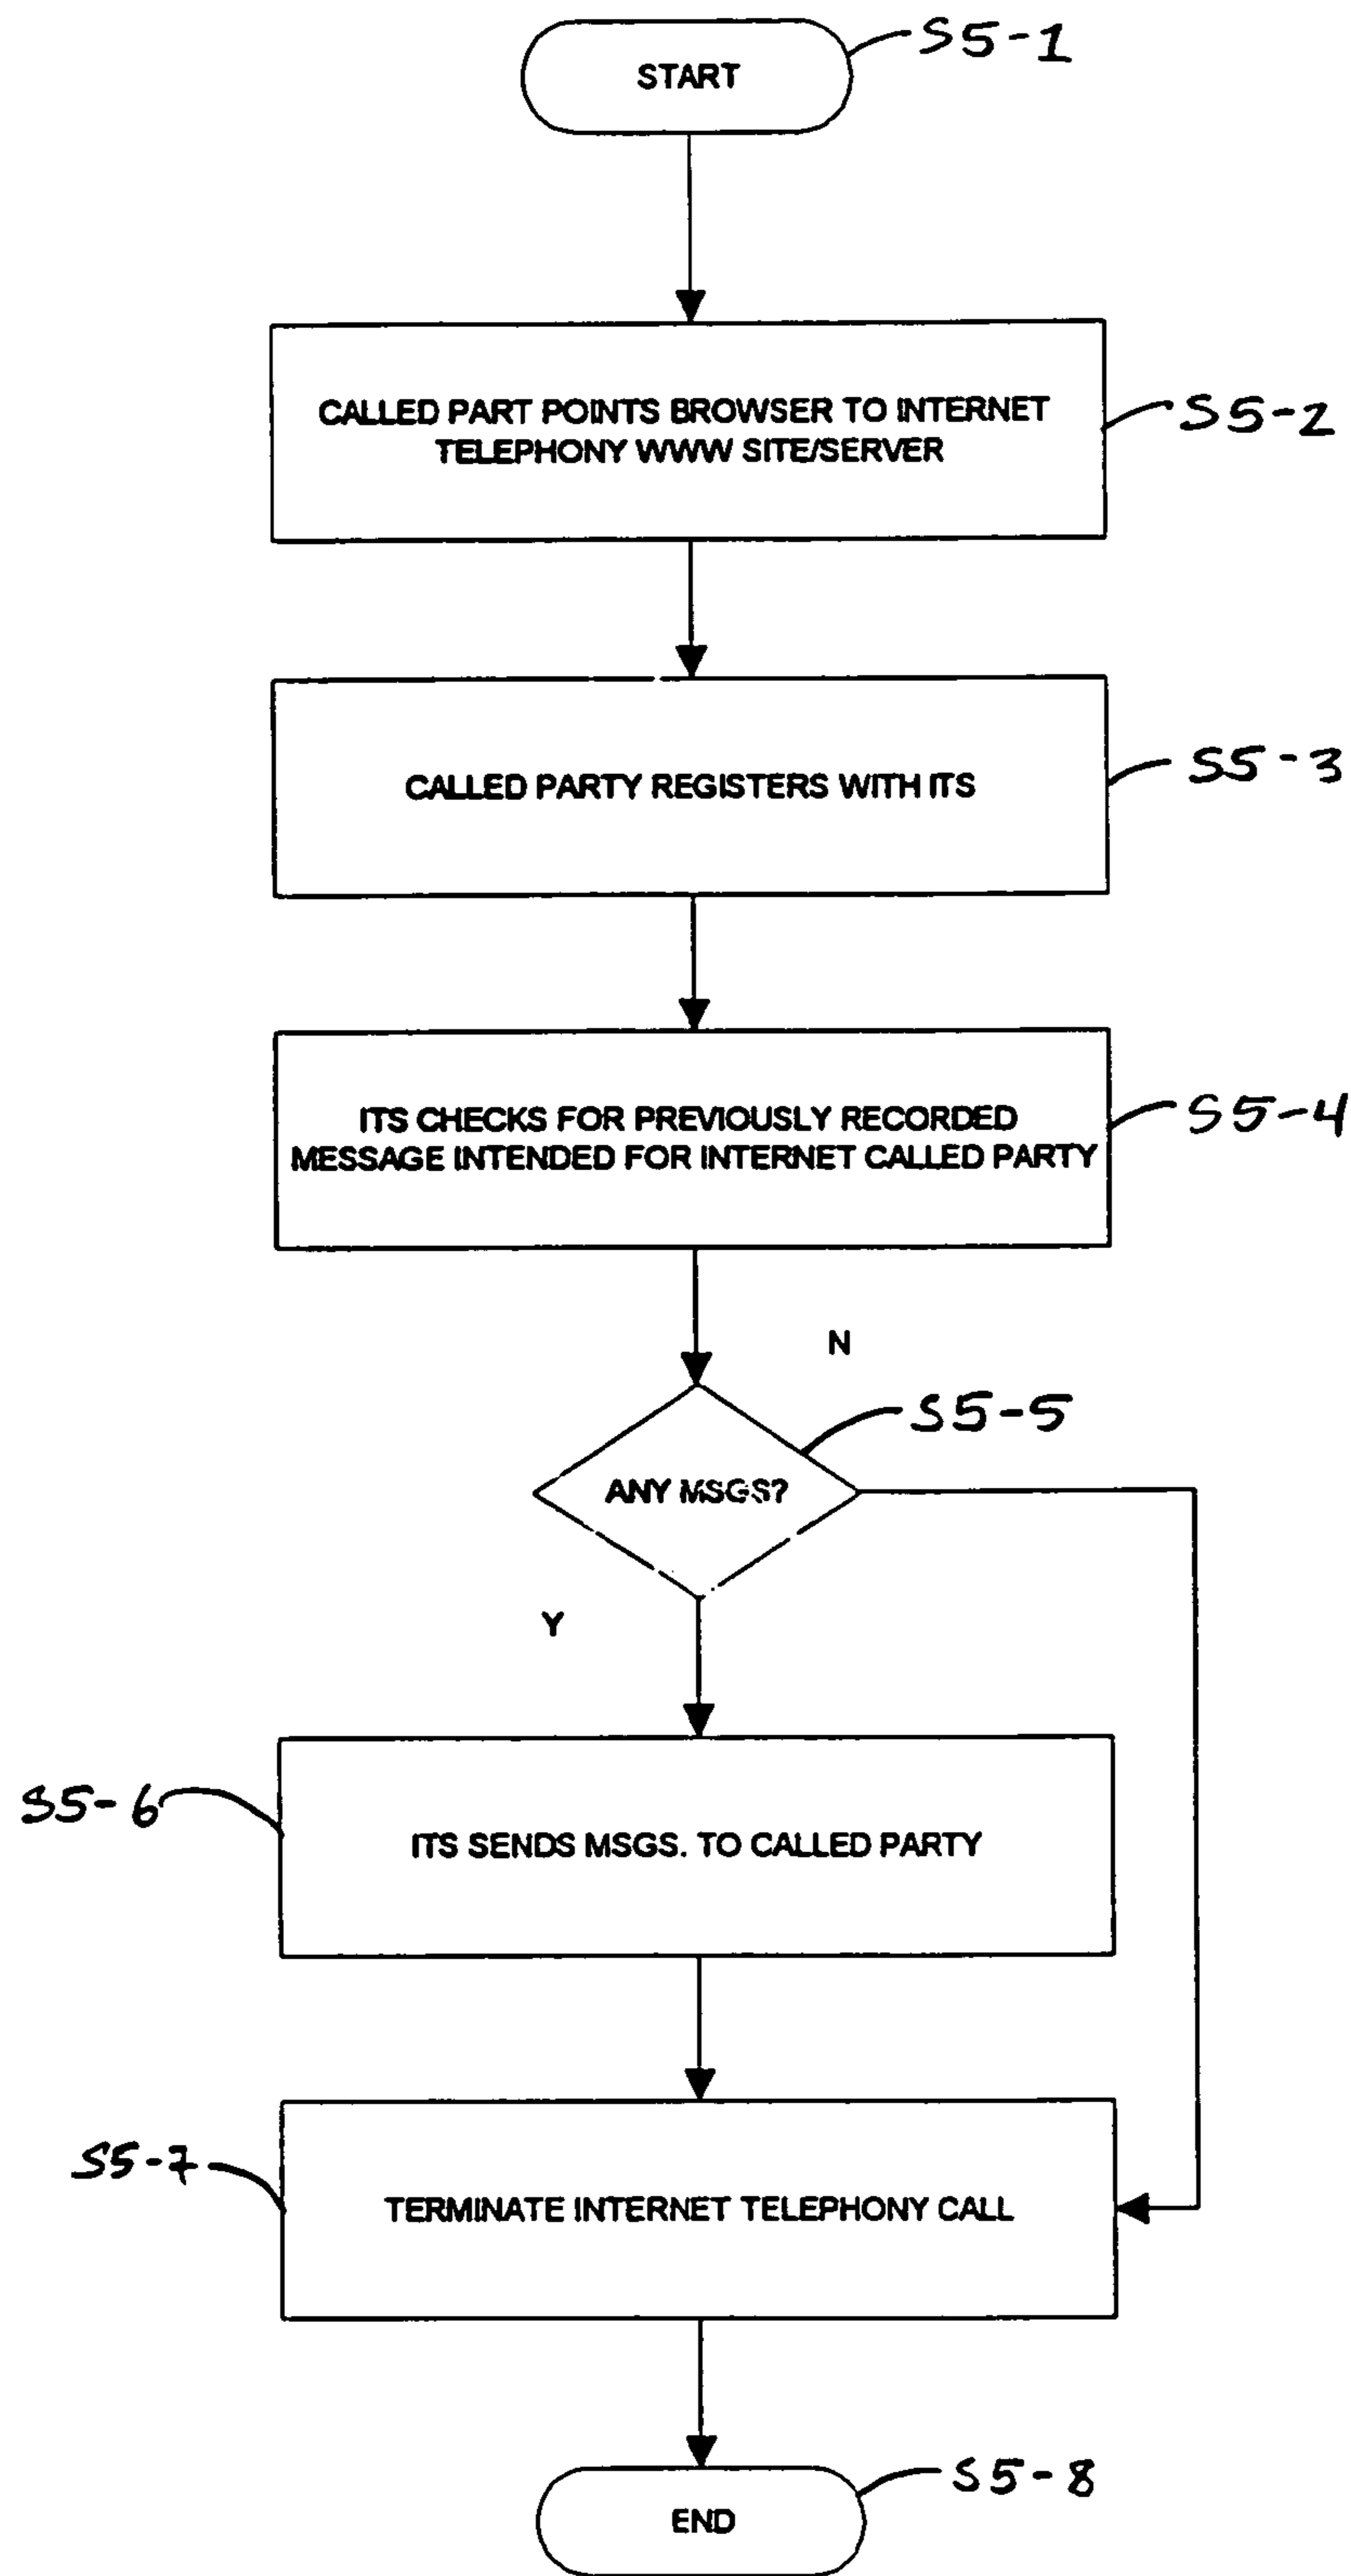 START
S5-1
CALLED PART POINTS BROWSER TO INTERNET
TELEPHONY WWW SITE/SERVER
S5-2
CALLED PARTY REGISTERS WITH ITS
S5-3
ITS CHECKS FOR PREVIOUSLY RECORDED
MESSAGE INTENDED FOR INTERNET CALLED PARTY
S5-4
N
S5-5
ANY MSGS?
Y
S5-6
ITS SENDS MSGS. TO CALLED PARTY
S5-7
TERMINATE INTERNET TELEPHONY CALL
S5-8
END